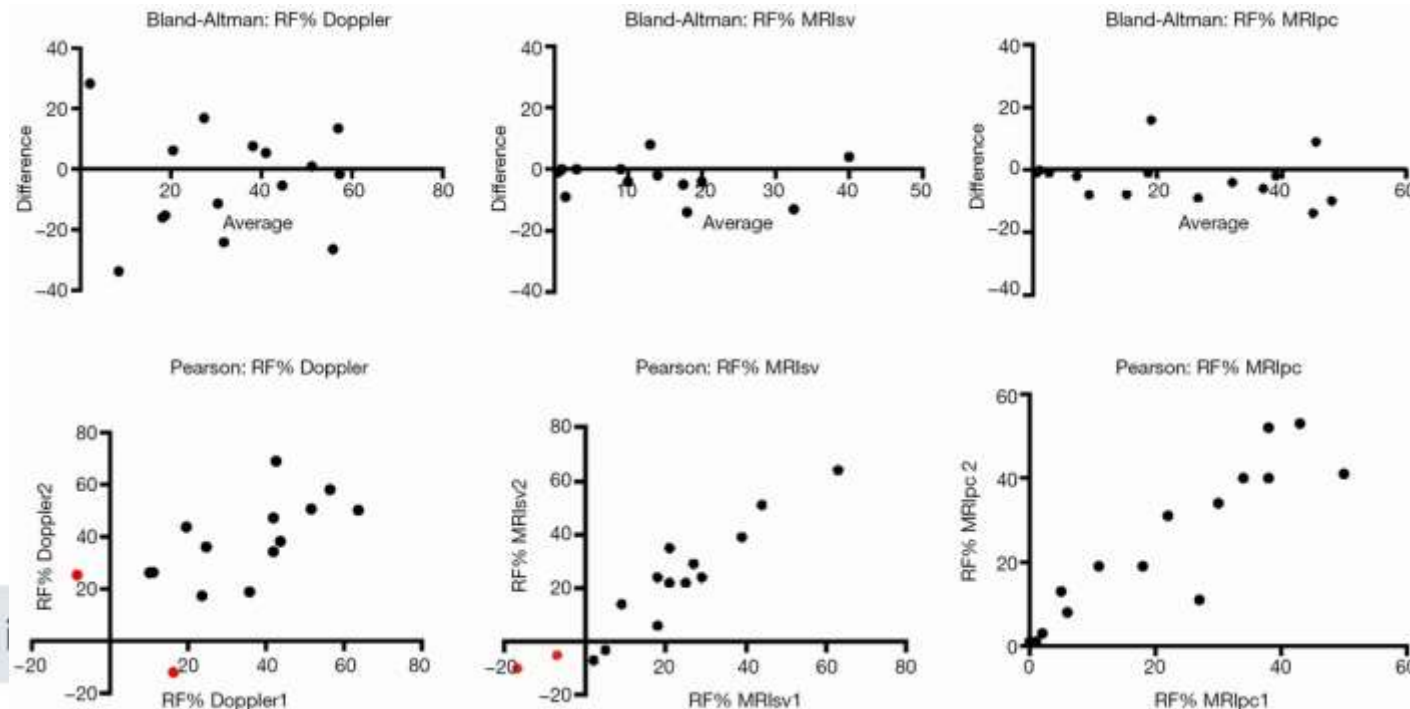 Bland-Altman: RF% Doppler
40
20
0
−20
−40
Difference
20 40 60 80
Average
Bland-Altman: RF% MRIsv
40
20
0
−20
−40
Difference
10 20 30 40 50
Average
Bland-Altman: RF% MRIpc
40
20
0
−20
−40
Difference
20 40 60
Average
Pearson: RF% Doppler
80
60
40
20
−20
RF% Doppler2
−20 20 40 60 80
RF% Doppler1
Pearson: RF% MRIsv
80
60
40
20
−20
RF% MRIsv2
−20 20 40 60 80
RF% MRIsv1
Pearson: RF% MRIpc
60
40
20
0
RF% MRIpc 2
0 20 40 60
RF% MRIpc1